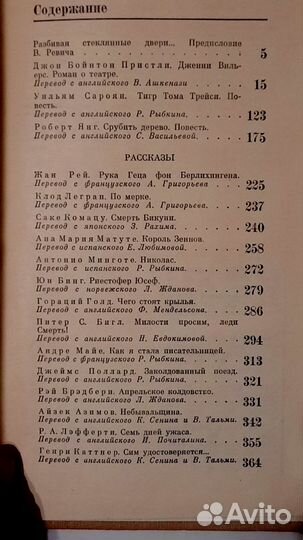 Содержание
Разбивая стеклянные двери... Предисловие
В. Ревича 5
Джон Бойнтон Пристли. Дженни Вильерс. Роман о театре.
Перевод с английского В. Ашкенази 15
Уильям Сароян. Тигр Тома Трейси. Повесть.
Перевод с английского Р. Рыбкина. 123
Роберт Янг. Срубить дерево. Повесть.
Перевод с английского С. Васильевой. 175
РАССКАЗЫ
Жан Рей. Рука Геца фон Берлихингена.
Перевод с французского А. Григорьева. 225
Клод Легран. По мерке.
Перевод с французского А. Григорьева. 237
Саке Комацу. Смерть Бикуни.
Перевод с японского З. Рахима. 240
Ана Мария Матуте. Король Зеннов.
Перевод с испанского Е. Любимовой. 258
Антонио Минготе. Николас.
Перевод с испанского Р. Рыбкина. 272
Юн Бинг. Риестофер Юсеф.
Перевод с норвежского Л. Жданова. 279
Гораций Голд. Чего стоят крылья.
Перевод с английского Ф. Мендельсона. 286
Питер С. Бигл. Милости просим, леди
Смерть!
Перевод с английского Н. Евдокимовой. 294
Андре Майе. Как я стала писательницей.
Перевод с французского Р. Рыбкина. 313
Джеймс Поллард. Заколдованный поезд.
Перевод с английского Р. Рыбкина. 321
Рэй Брэдбери. Апрельское колдовство.
Перевод с английского Л. Жданова. 331
Айзек Азимов. Небывальщина.
Перевод с английского К. Сенина и В. Тальми. 342
Р. А. Лэфферти. Семь дней ужаса.
Перевод с английского И. Почиталина. 355
Генри Каттнер. Сим удостоверяется...
Перевод с английского К. Сенина и В. Тальми. 364
Avito